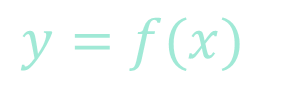 y = f(x)